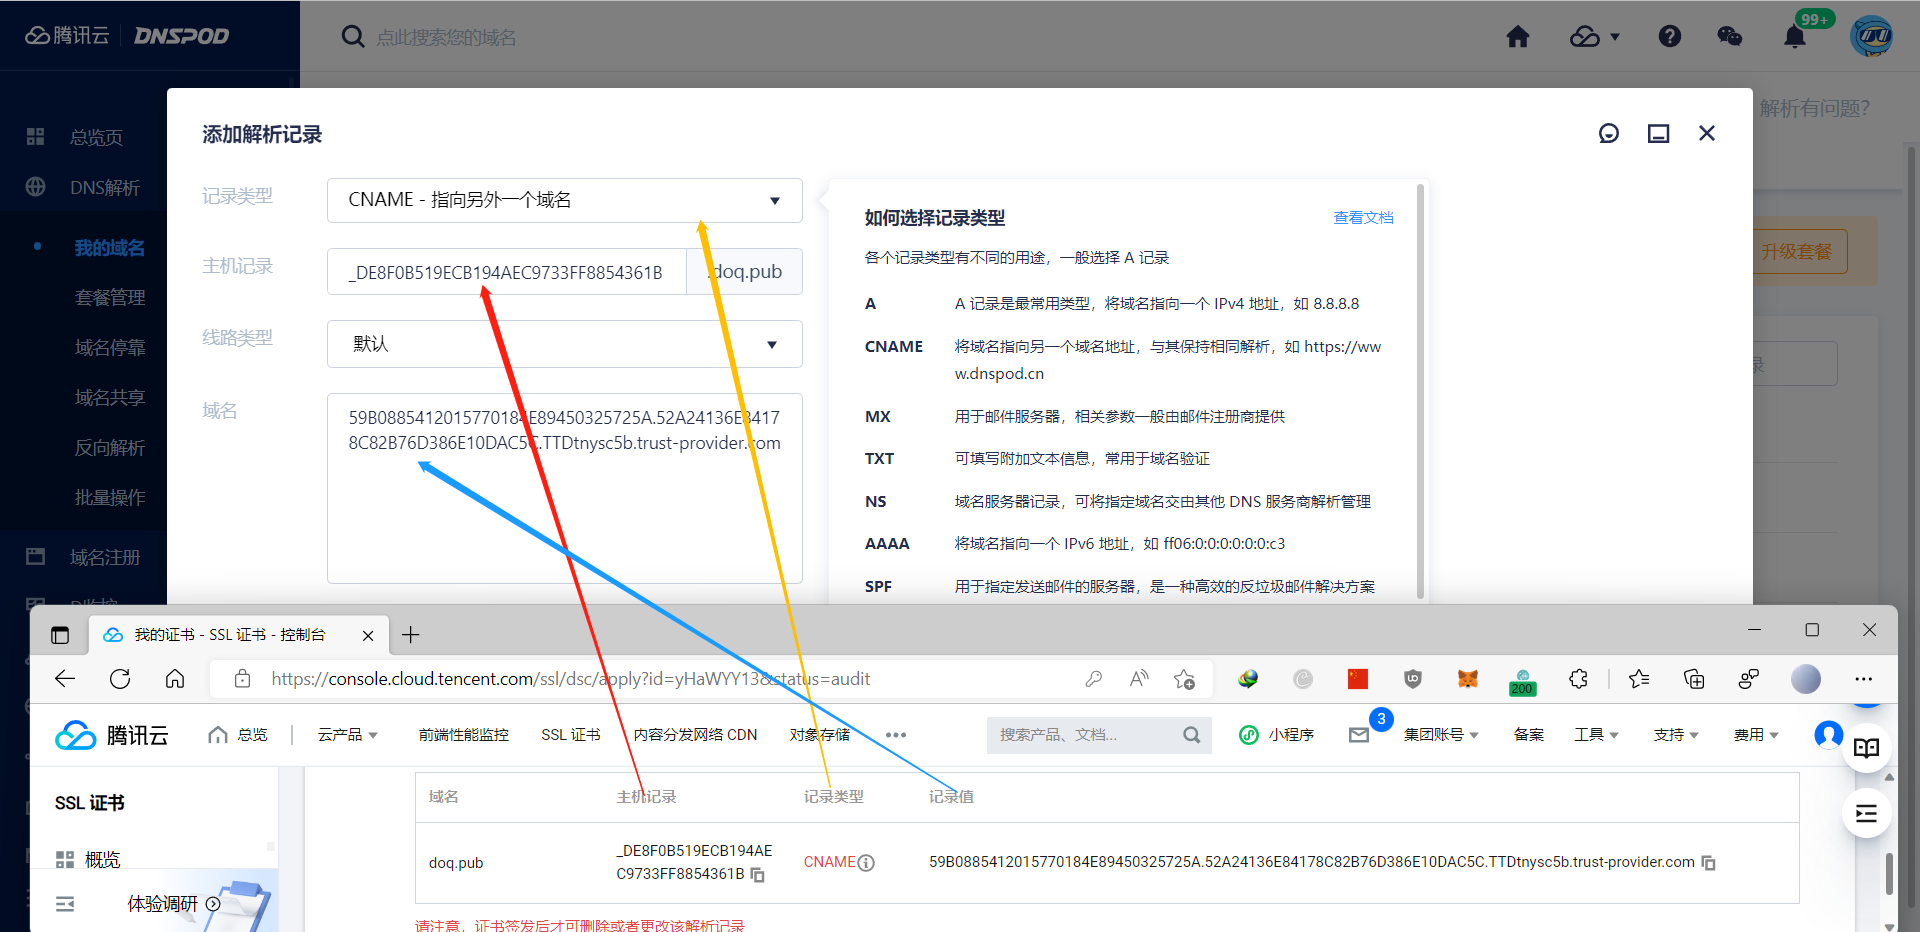 腾讯云 DNSPOD
点此搜索您的域名
99+
解析有问题?
总览页
DNS解析
我的域名
套餐管理
域名停靠
域名共享
反向解析
批量操作
域名注册
升级套餐
添加解析记录
记录类型
CNAME - 指向另外一个域名
主机记录
_DE8F0B519ECB194AEC9733FF8854361B
.doq.pub
线路类型
默认
域名
59B0885412015770184E89450325725A.52A24136E8417
8C82B76D386E10DAC5C.TTDtnysc5b.trust-provider.com
如何选择记录类型
查看文档
各个记录类型有不同的用途，一般选择 A 记录
A A 记录是最常用类型，将域名指向一个 IPv4 地址，如 8.8.8.8
CNAME 将域名指向另一个域名地址，与其保持相同解析，如 https://ww
w.dnspod.cn
MX 用于邮件服务器，相关参数一般由邮件注册商提供
TXT 可填写附加文本信息，常用于域名验证
NS 域名服务器记录，可将指定域名交由其他 DNS 服务商解析管理
AAAA 将域名指向一个 IPv6 地址，如 ff06:0:0:0:0:0:0:c3
SPF 用于指定发送邮件的服务器，是一种高效的反垃圾邮件解决方案
我的证书 - SSL 证书 - 控制台
https://console.cloud.tencent.com/ssl/dsc/apply?id=yHaWYY13&status=audit
200
腾讯云 总览 云产品 前端性能监控 SSL 证书 内容分发网络 CDN 对象存储 •••
搜索产品、文档...
小程序 3 集团账号 备案 工具 支持 费用
SSL 证书
概览
体验调研
域名 主机记录 记录类型 记录值
doq.pub
_DE8F0B519ECB194AE
C9733FF8854361B
CNAME
59B0885412015770184E89450325725A.52A24136E84178C82B76D386E10DAC5C.TTDtnysc5b.trust-provider.com
请注意，证书签发后才可删除或者更改该解析记录